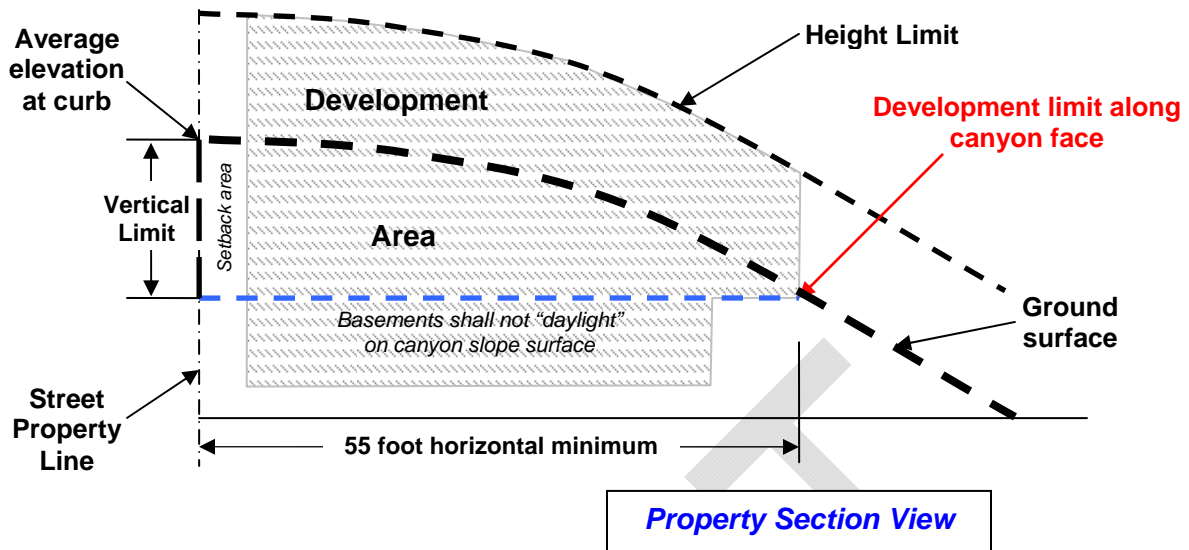 Average
elevation
at curb
Height Limit
Development
Development limit along
canyon face
Vertical
Limit
Setback area
Area
Basements shall not “daylight”
on canyon slope surface
Ground
surface
Street
Property
Line
55 foot horizontal minimum
Property Section View